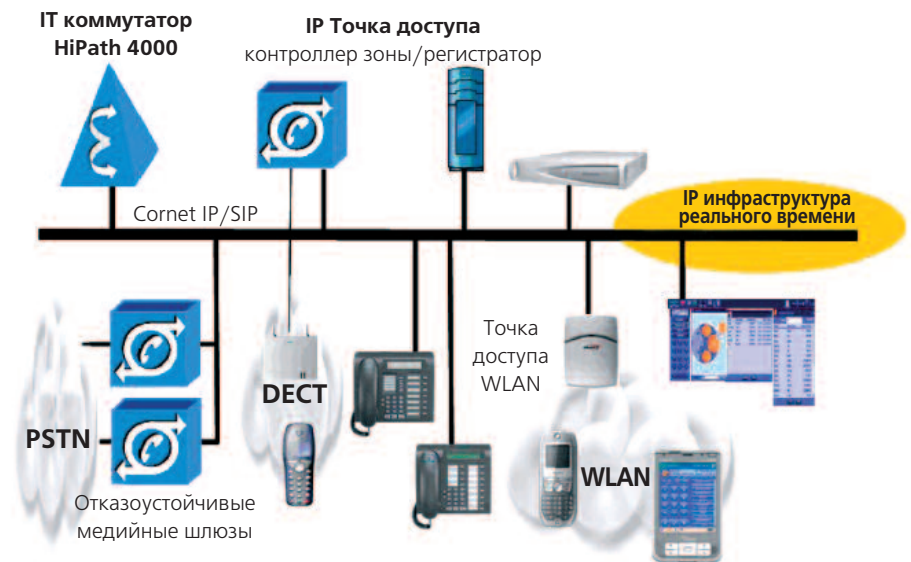 IT коммутатор
HiPath 4000
IP Точка доступа
контроллер зоны/регистратор
Cornet IP/SIP
IP инфраструктура
реального времени
Точка
доступа
WLAN
DECT
PSTN
WLAN
Отказоустойчивые
медийные шлюзы